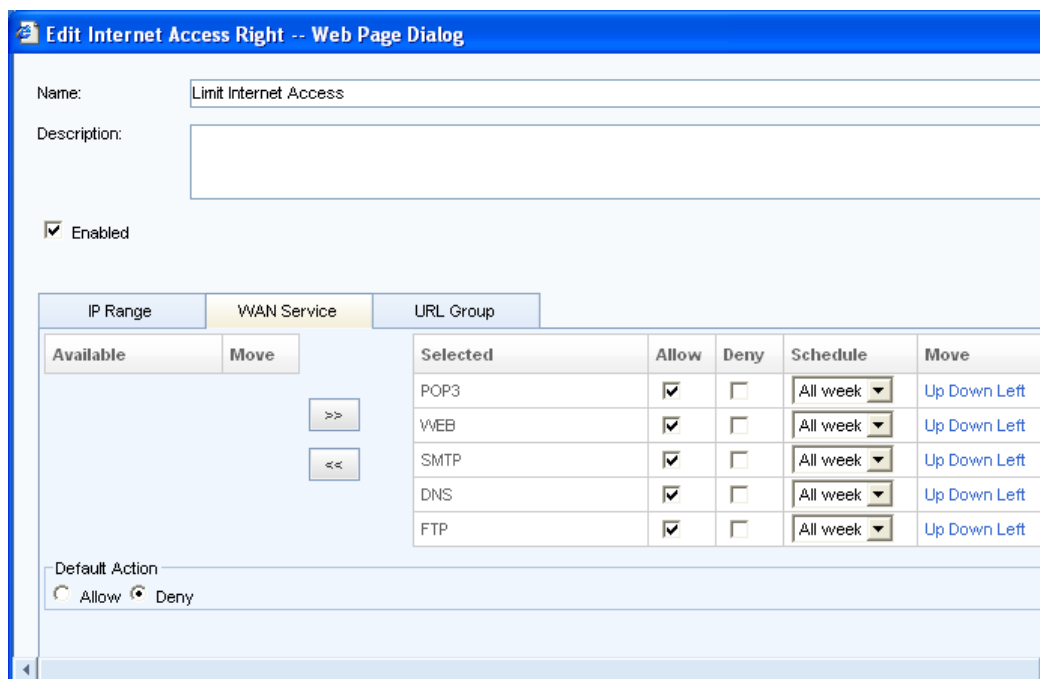 Edit Internet Access Right -- Web Page Dialog
Name: Limit Internet Access
Description:
Enabled
IP Range WAN Service URL Group
Available Move Selected Allow Deny Schedule Move
POP3 All week Up Down Left
>> WEB All week Up Down Left
<< SMTP All week Up Down Left
DNS All week Up Down Left
FTP All week Up Down Left
Default Action
Allow Deny